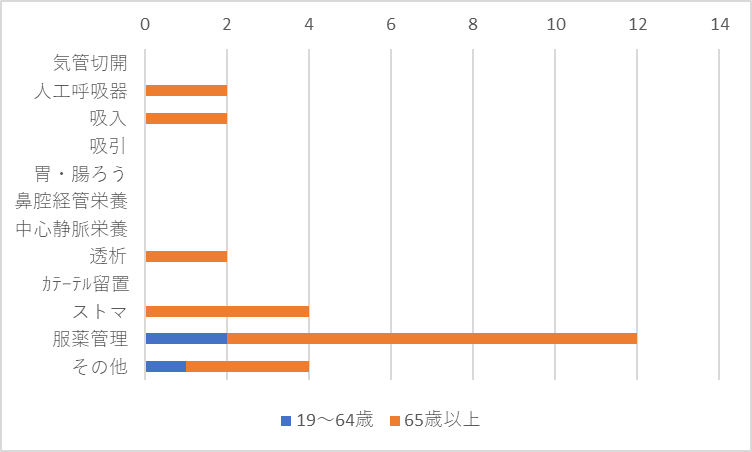 0 2 4 6 8 10 12 14
気管切開
人工呼吸器
吸入
吸引
胃・腸ろう
鼻腔経管栄養
中心静脈栄養
透析
ｶﾃｰﾃﾙ留置
ストマ
服薬管理
その他
19～64歳 65歳以上